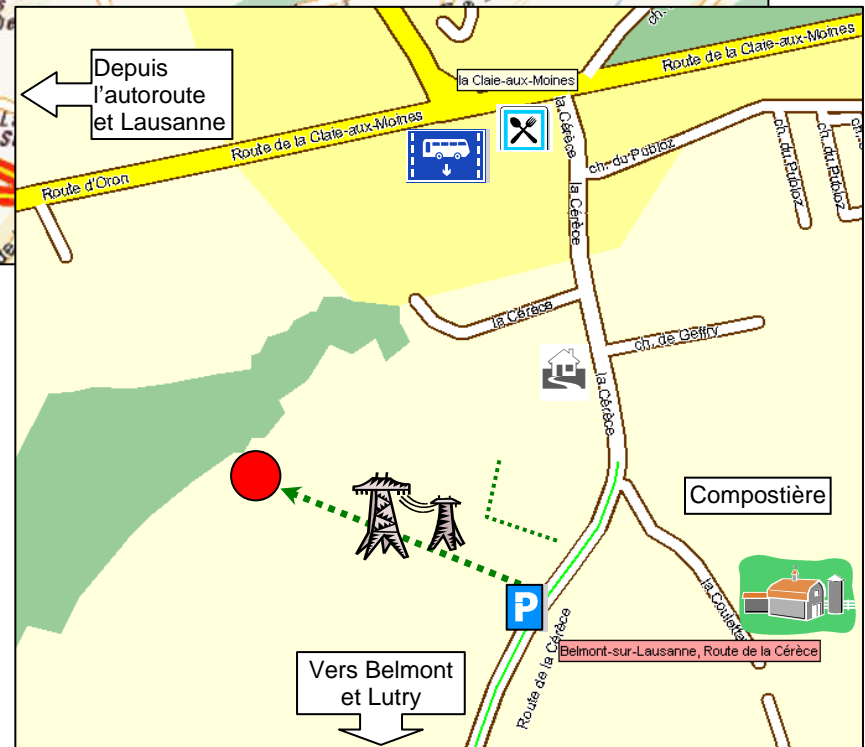 Depuis
l'autoroute
et Lausanne
la Claie-aux-Moines
Route de la Claie-aux-Moines
Route de la Claie-aux-Moines
Route d'Oron
ch.
la Cérèce
la Cérèce
ch. du Publoz
ch. du Publoz
ch. du Publoz
la Cérèce
ch. de Geffry
la Cérèce
Compostière
P
la Coulette
Belmont-sur-Lausanne, Route de la Cérèce
Route de la Cérèce
Vers Belmont
et Lutry